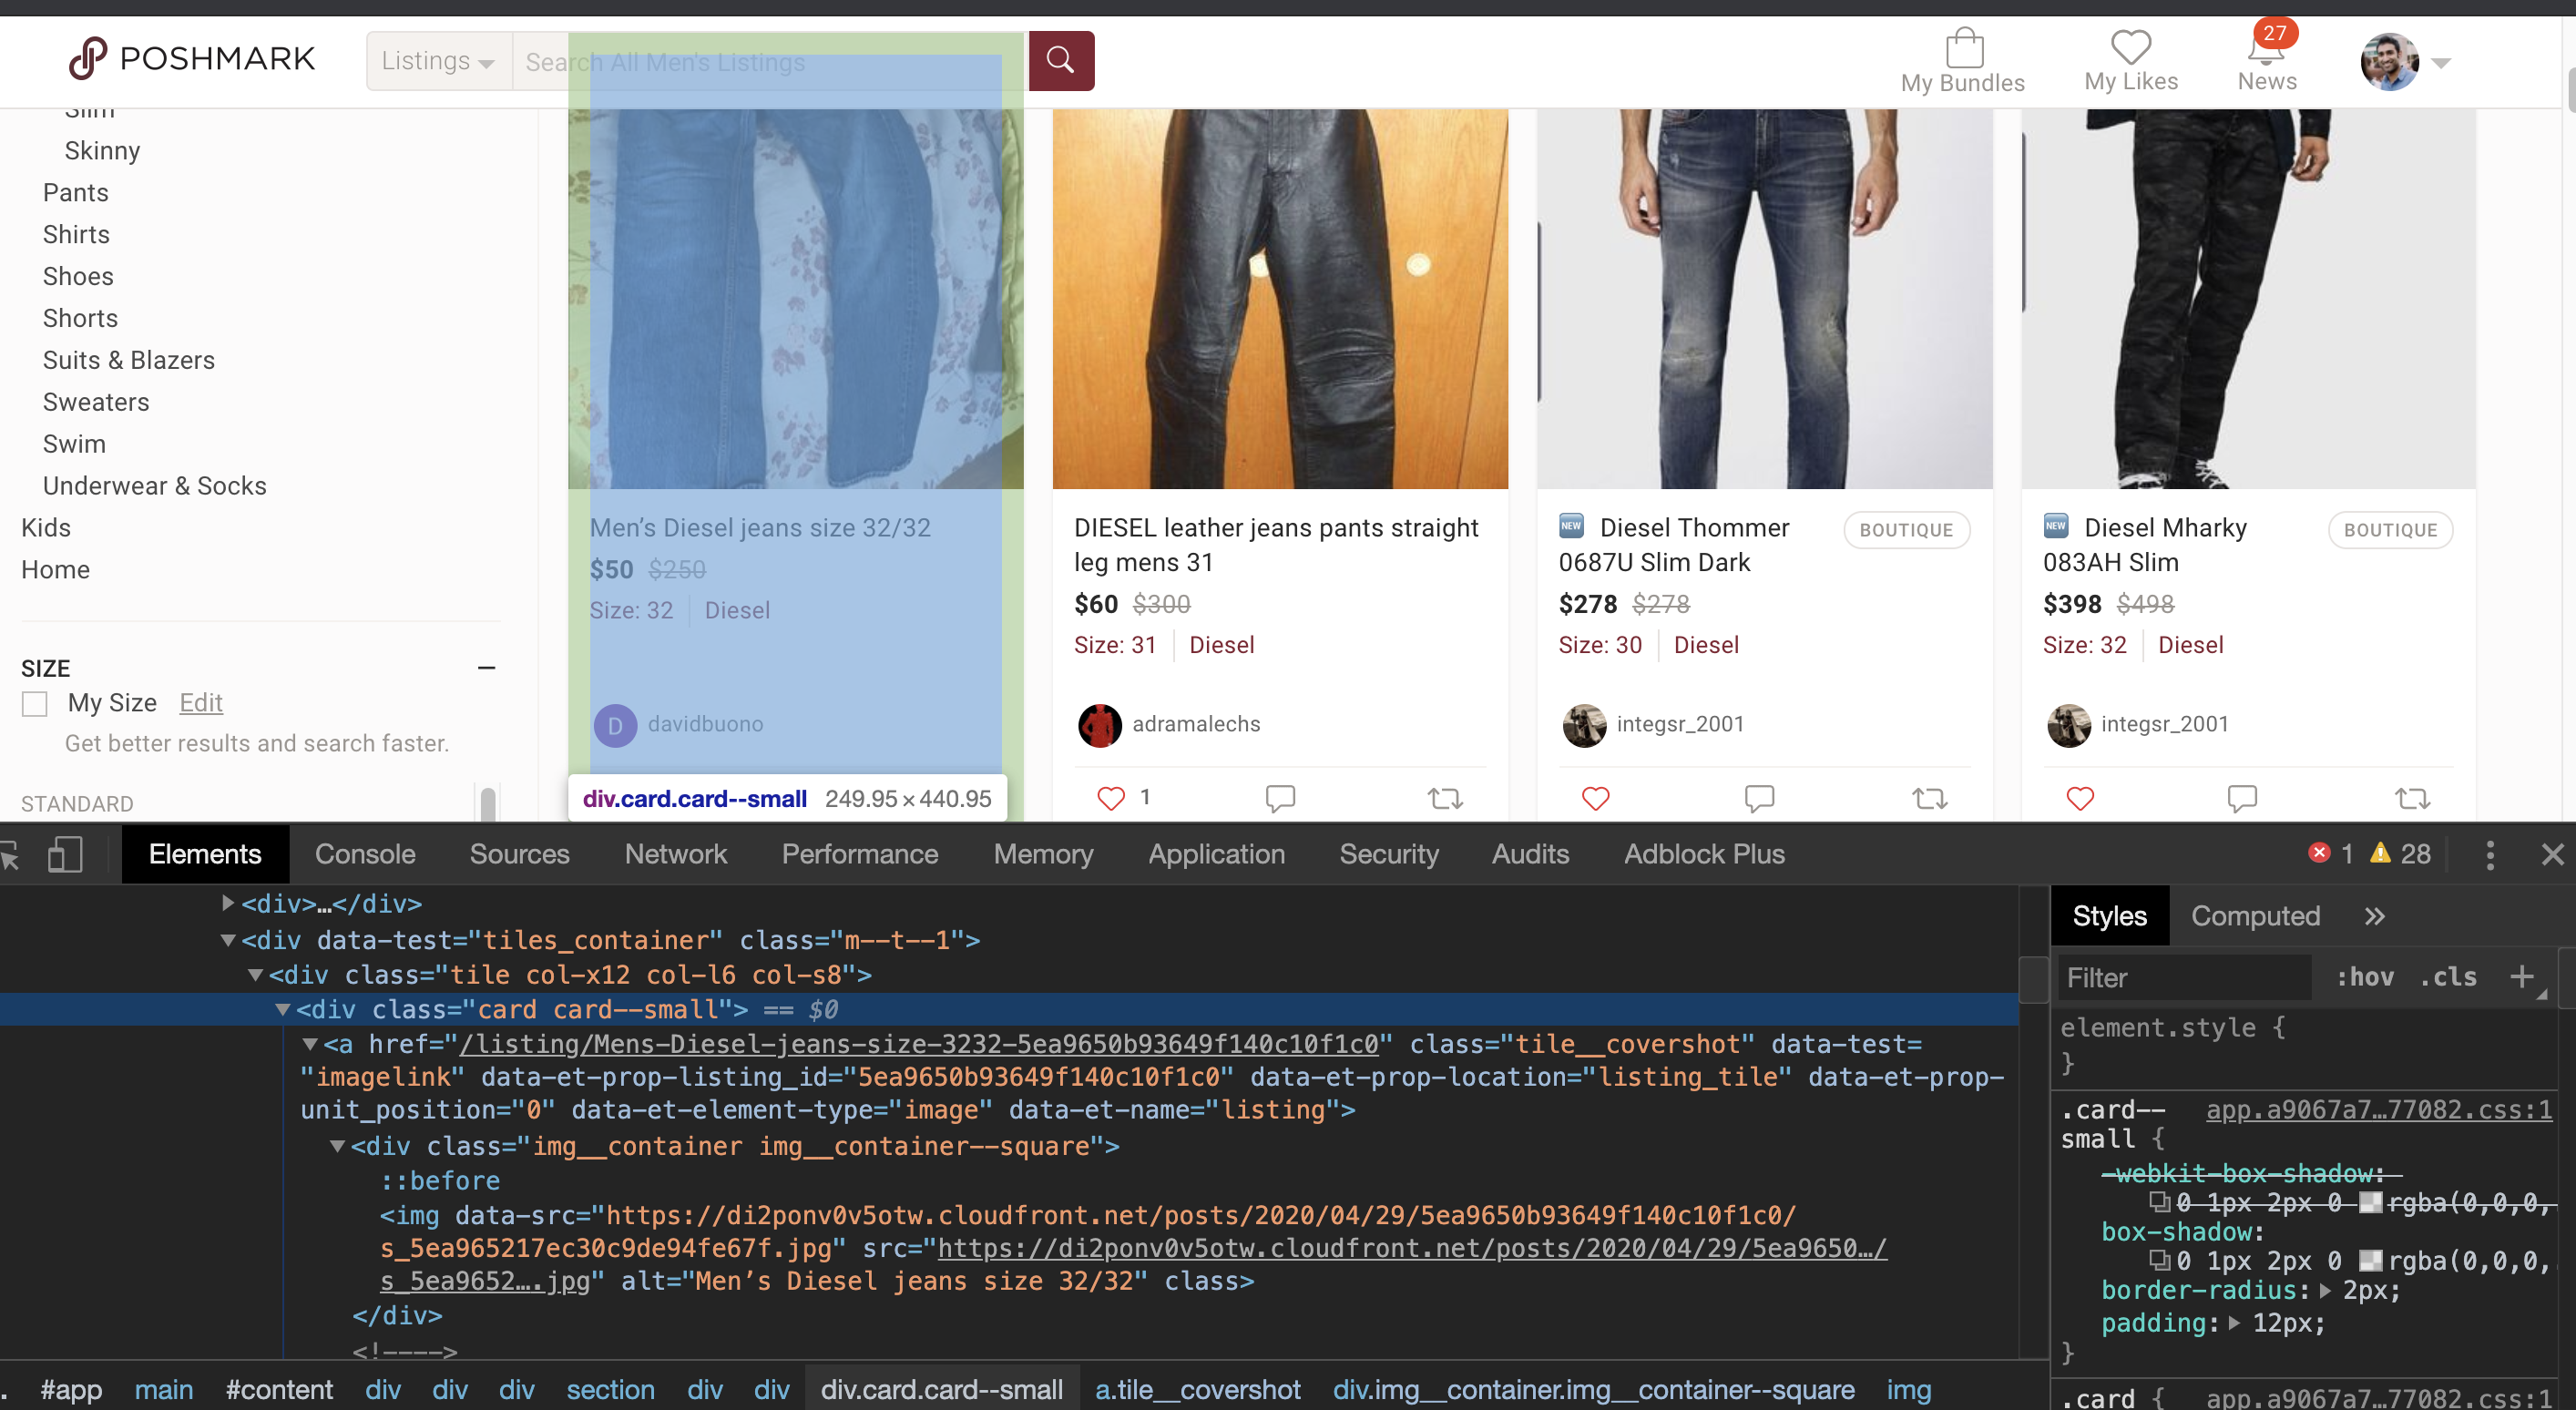 POSHMARK
Listings
Search All Men's Listings
My Bundles
My Likes
27
News
Slim
Skinny
Pants
Shirts
Shoes
Shorts
Suits & Blazers
Sweaters
Swim
Underwear & Socks
Kids
Home
SIZE
My Size Edit
Get better results and search faster.
STANDARD
Men’s Diesel jeans size 32/32
$50 $250
Size: 32 Diesel
D davidbuono
DIESEL leather jeans pants straight
leg mens 31
$60 $300
Size: 31 Diesel
adramalechs
1
NEW Diesel Thommer
0687U Slim Dark
BOUTIQUE
$278 $278
Size: 30 Diesel
integsr_2001
NEW Diesel Mharky
083AH Slim
BOUTIQUE
$398 $498
Size: 32 Diesel
integsr_2001
div.card.card--small 249.95 × 440.95
Elements Console Sources Network Performance Memory Application Security Audits Adblock Plus 1 28
<div>…</div>
<div data-test="tiles_container" class="m--t--1">
<div class="tile col-x12 col-l6 col-s8">
<div class="card card--small"> == $0
<a href="/listing/Mens-Diesel-jeans-size-3232-5ea9650b93649f140c10f1c0" class="tile__covershot" data-test=
"imagelink" data-et-prop-listing_id="5ea9650b93649f140c10f1c0" data-et-prop-location="listing_tile" data-et-prop-
unit_position="0" data-et-element-type="image" data-et-name="listing">
<div class="img__container img__container--square">
::before
<img data-src="https://di2ponv0v5otw.cloudfront.net/posts/2020/04/29/5ea9650b93649f140c10f1c0/
s_5ea965217ec30c9de94fe67f.jpg" src="https://di2ponv0v5otw.cloudfront.net/posts/2020/04/29/5ea9650…/
s_5ea9652….jpg" alt="Men’s Diesel jeans size 32/32" class>
</div>
<!---->
. #app main #content div div div section div div div.card.card--small a.tile__covershot div.img__container.img__container--square img
Styles Computed »
Filter :hov .cls +
element.style {
}
.card-- app.a9067a7…77082.css:1
small {
-webkit-box-shadow:
0 1px 2px 0 rgba(0,0,0,.
box-shadow:
0 1px 2px 0 rgba(0,0,0,.
border-radius: 2px;
padding: 12px;
}
.card { app.a9067a7…77082.css:1